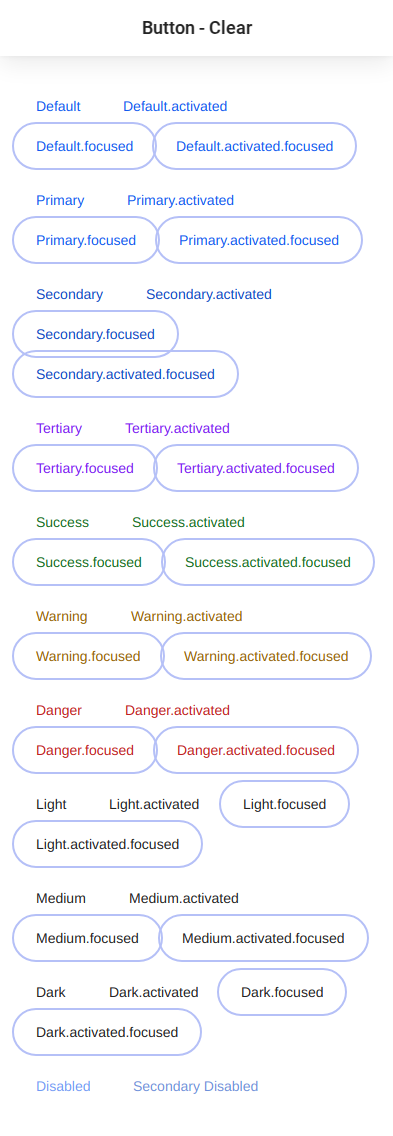 Button - Clear
Default Default.activated
Default.focused Default.activated.focused
Primary Primary.activated
Primary.focused Primary.activated.focused
Secondary Secondary.activated
Secondary.focused
Secondary.activated.focused
Tertiary Tertiary.activated
Tertiary.focused Tertiary.activated.focused
Success Success.activated
Success.focused Success.activated.focused
Warning Warning.activated
Warning.focused Warning.activated.focused
Danger Danger.activated
Danger.focused Danger.activated.focused
Light Light.activated Light.focused
Light.activated.focused
Medium Medium.activated
Medium.focused Medium.activated.focused
Dark Dark.activated Dark.focused
Dark.activated.focused
Disabled Secondary Disabled